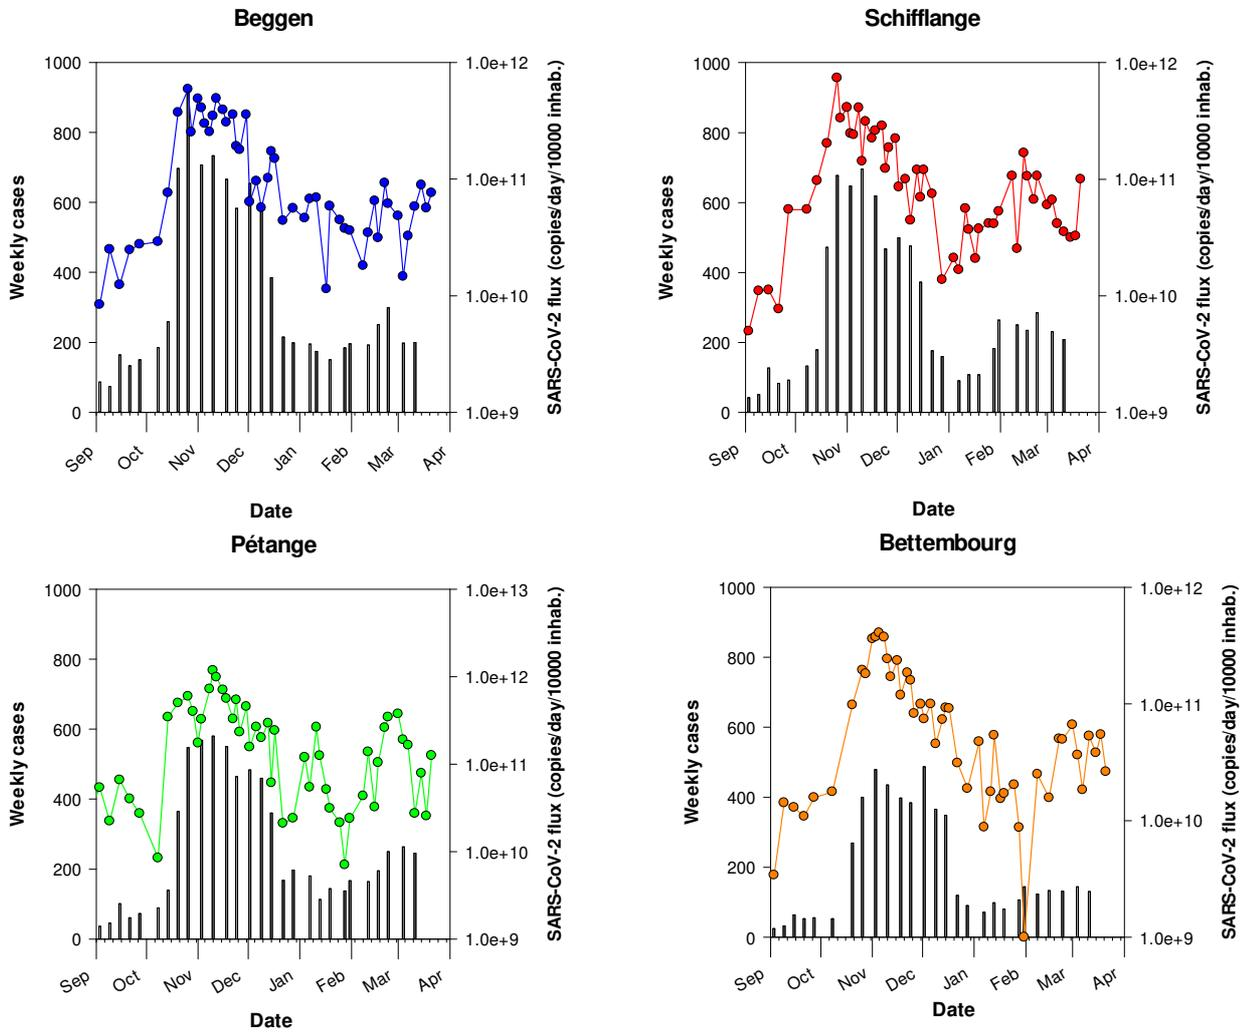 Beggen
1000
800
600
400
200
0
Weekly cases
1.0e+12
1.0e+11
1.0e+10
1.0e+9
SARS-CoV-2 flux (copies/day/10000 inhab.)
Sep Oct Nov Dec Jan Feb Mar Apr
Date
Schifflange
1000
800
600
400
200
0
Weekly cases
1.0e+12
1.0e+11
1.0e+10
1.0e+9
SARS-CoV-2 flux (copies/day/10000 inhab.)
Sep Oct Nov Dec Jan Feb Mar Apr
Date
Pétange
1000
800
600
400
200
0
Weekly cases
1.0e+13
1.0e+12
1.0e+11
1.0e+10
1.0e+9
SARS-CoV-2 flux (copies/day/10000 inhab.)
Sep Oct Nov Dec Jan Feb Mar Apr
Date
Bettembourg
1000
800
600
400
200
0
Weekly cases
1.0e+12
1.0e+11
1.0e+10
1.0e+9
SARS-CoV-2 flux (copies/day/10000 inhab.)
Sep Oct Nov Dec Jan Feb Mar Apr
Date